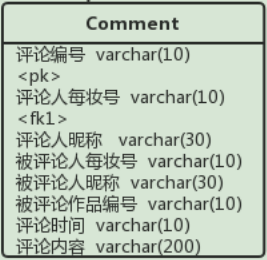 Comment
评论编号 varchar(10)
<pk>
评论人每妆号 varchar(10)
<fk1>
评论人昵称 varchar(30)
被评论人每妆号 varchar(10)
被评论人昵称 varchar(30)
被评论作品编号 varchar(10)
评论时间 varchar(10)
评论内容 varchar(200)